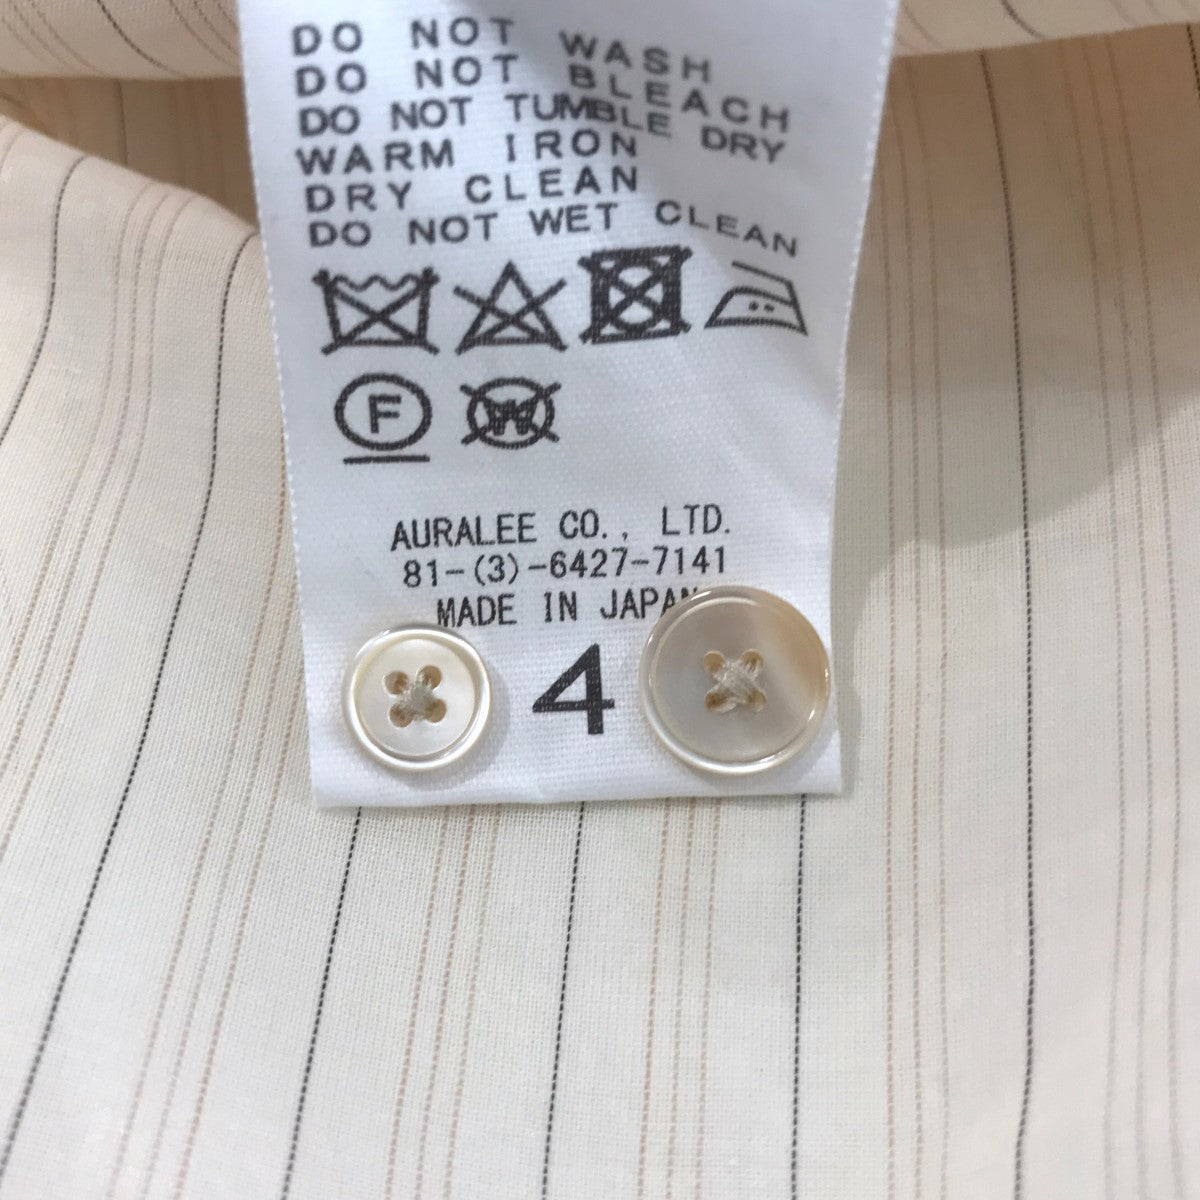 DO NOT WASH
DO NOT BLEACH
DO NOT TUMBLE DRY
WARM IRON
DRY CLEAN
DO NOT WET CLEAN
F
W
AURALEE CO., LTD.
81-(3)-6427-7141
MADE IN JAPAN
4